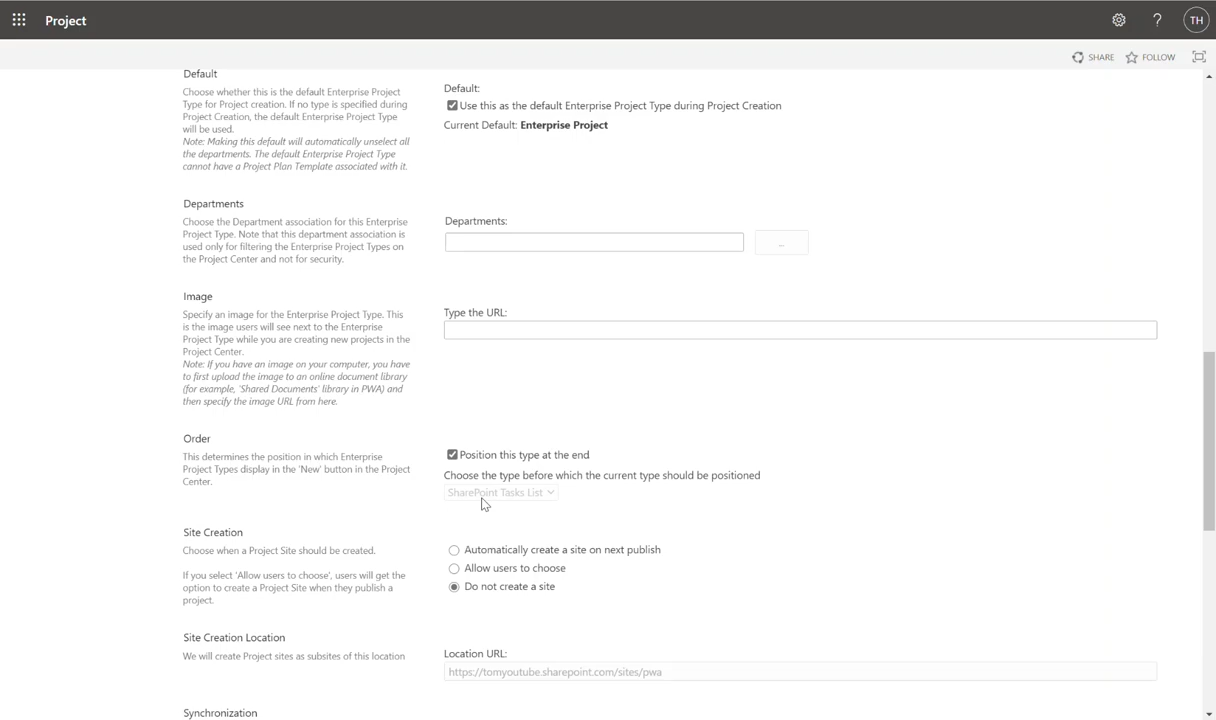 Project
TH
SHARE
FOLLOW
Default
Choose whether this is the default Enterprise Project
Type for Project creation. If no type is specified during
Project Creation, the default Enterprise Project Type
will be used.
Note: Making this default will automatically unselect all
the departments. The default Enterprise Project Type
cannot have a Project Plan Template associated with it.
Default:
Use this as the default Enterprise Project Type during Project Creation
Current Default: Enterprise Project
Departments
Choose the Department association for this Enterprise
Project Type. Note that this department association is
used only for filtering the Enterprise Project Types on
the Project Center and not for security.
Departments:
...
Image
Specify an image for the Enterprise Project Type. This
is the image users will see next to the Enterprise
Project Type while you are creating new projects in the
Project Center.
Note: If you have an image on your computer, you have
to first upload the image to an online document library
(for example, 'Shared Documents' library in PWA) and
then specify the image URL from here.
Type the URL:
Order
This determines the position in which Enterprise
Project Types display in the 'New' button in the Project
Center.
Position this type at the end
Choose the type before which the current type should be positioned
SharePoint Tasks List
Site Creation
Choose when a Project Site should be created.
If you select 'Allow users to choose', users will get the
option to create a Project Site when they publish a
project.
Automatically create a site on next publish
Allow users to choose
Do not create a site
Site Creation Location
We will create Project sites as subsites of this location
Location URL:
https://tomyoutube.sharepoint.com/sites/pwa
Synchronization